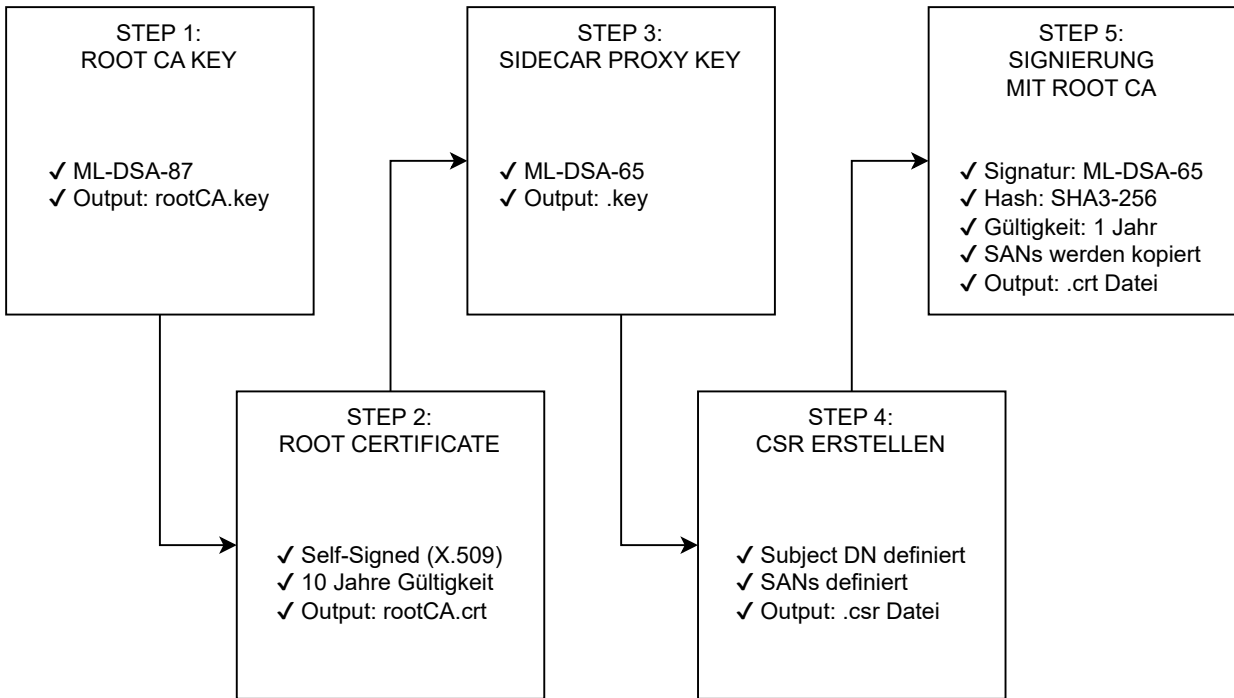 STEP 1:
ROOT CA KEY
✓ ML-DSA-87
✓ Output: rootCA.key
STEP 2:
ROOT CERTIFICATE
✓ Self-Signed (X.509)
✓ 10 Jahre Gültigkeit
✓ Output: rootCA.crt
STEP 3:
SIDECAR PROXY KEY
✓ ML-DSA-65
✓ Output: .key
STEP 4:
CSR ERSTELLEN
✓ Subject DN definiert
✓ SANs definiert
✓ Output: .csr Datei
STEP 5:
SIGNIERUNG
MIT ROOT CA
✓ Signatur: ML-DSA-65
✓ Hash: SHA3-256
✓ Gültigkeit: 1 Jahr
✓ SANs werden kopiert
✓ Output: .crt Datei